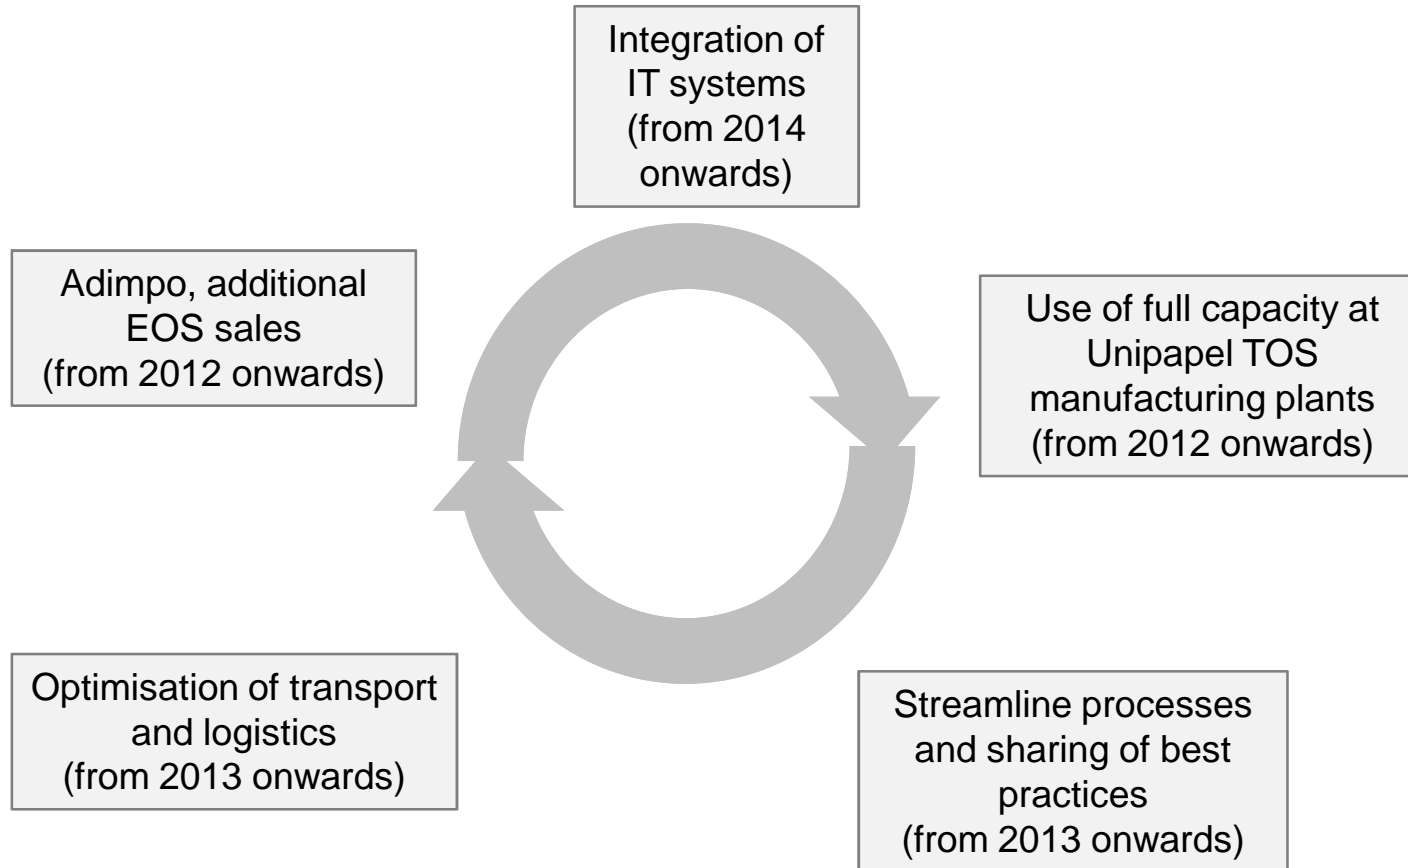 Integration of
IT systems
(from 2014
onwards)
Adimpo, additional
EOS sales
(from 2012 onwards)
Use of full capacity at
Unipapel TOS
manufacturing plants
(from 2012 onwards)
Optimisation of transport
and logistics
(from 2013 onwards)
Streamline processes
and sharing of best
practices
(from 2013 onwards)